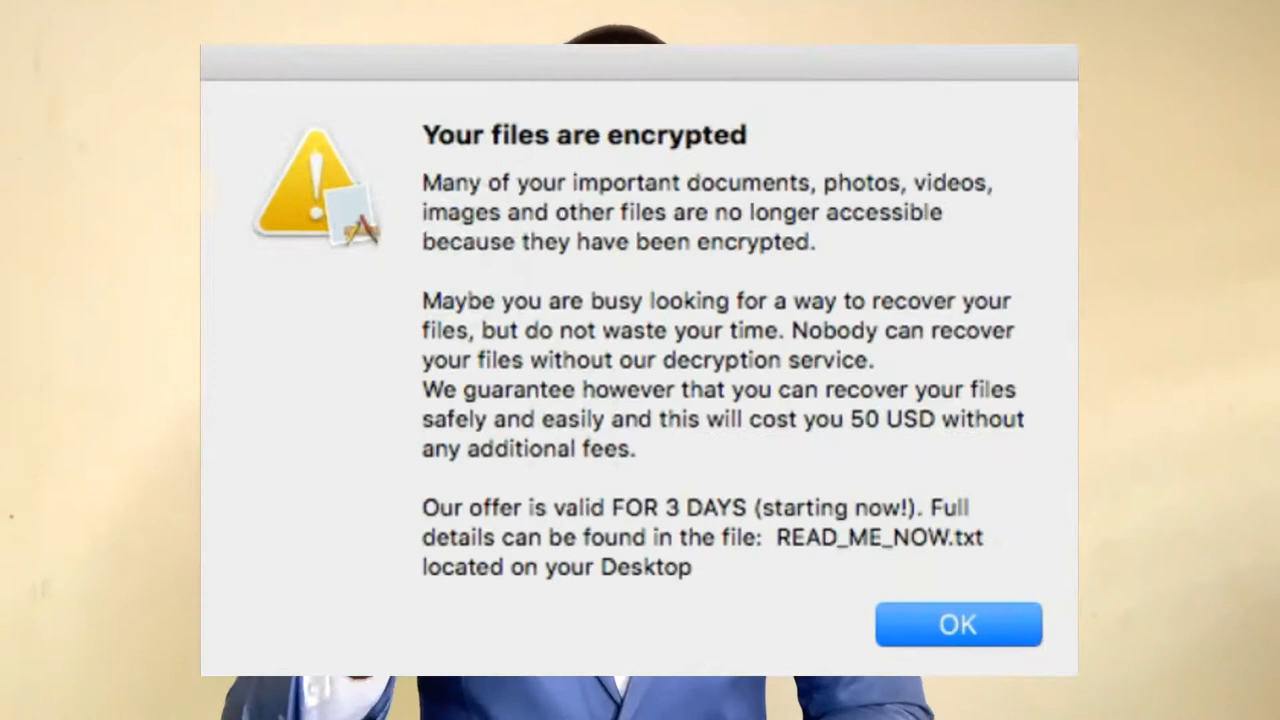 Your files are encrypted
Many of your important documents, photos, videos,
images and other files are no longer accessible
because they have been encrypted.
Maybe you are busy looking for a way to recover your
files, but do not waste your time. Nobody can recover
your files without our decryption service.
We guarantee however that you can recover your files
safely and easily and this will cost you 50 USD without
any additional fees.
Our offer is valid FOR 3 DAYS (starting now!). Full
details can be found in the file:  READ_ME_NOW.txt
located on your Desktop
OK